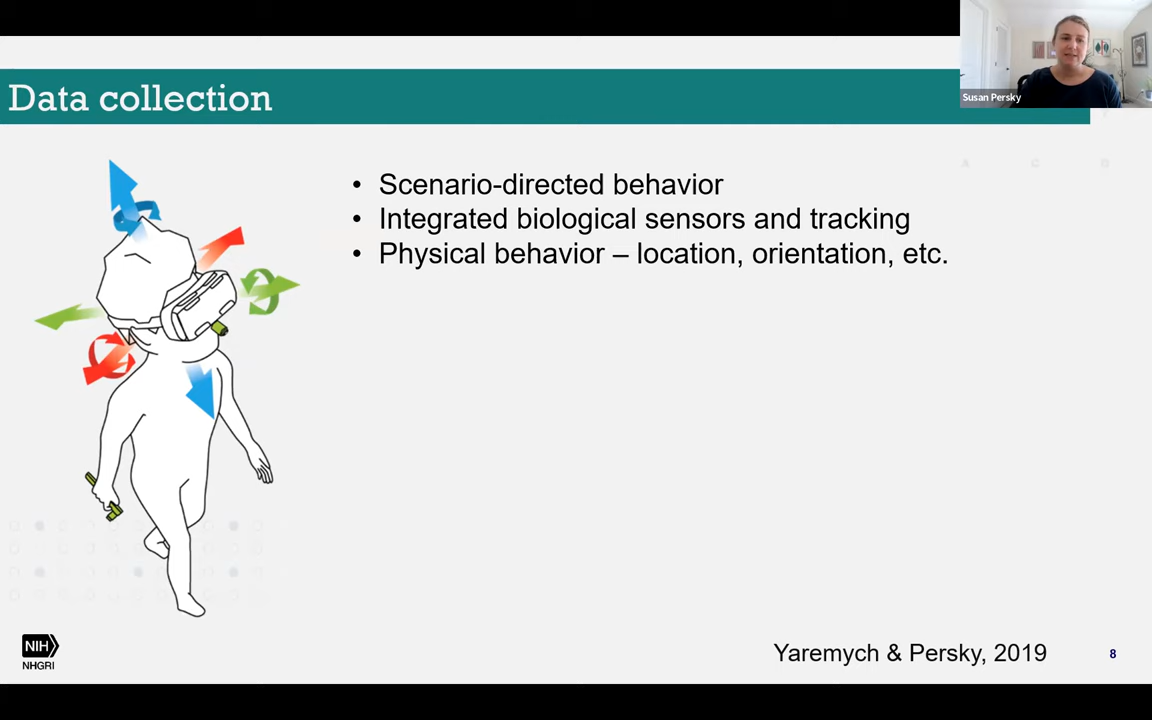 Susan Persky
Data collection
• Scenario-directed behavior
• Integrated biological sensors and tracking
• Physical behavior – location, orientation, etc.
NIH
NHGRI
Yaremych & Persky, 2019
8